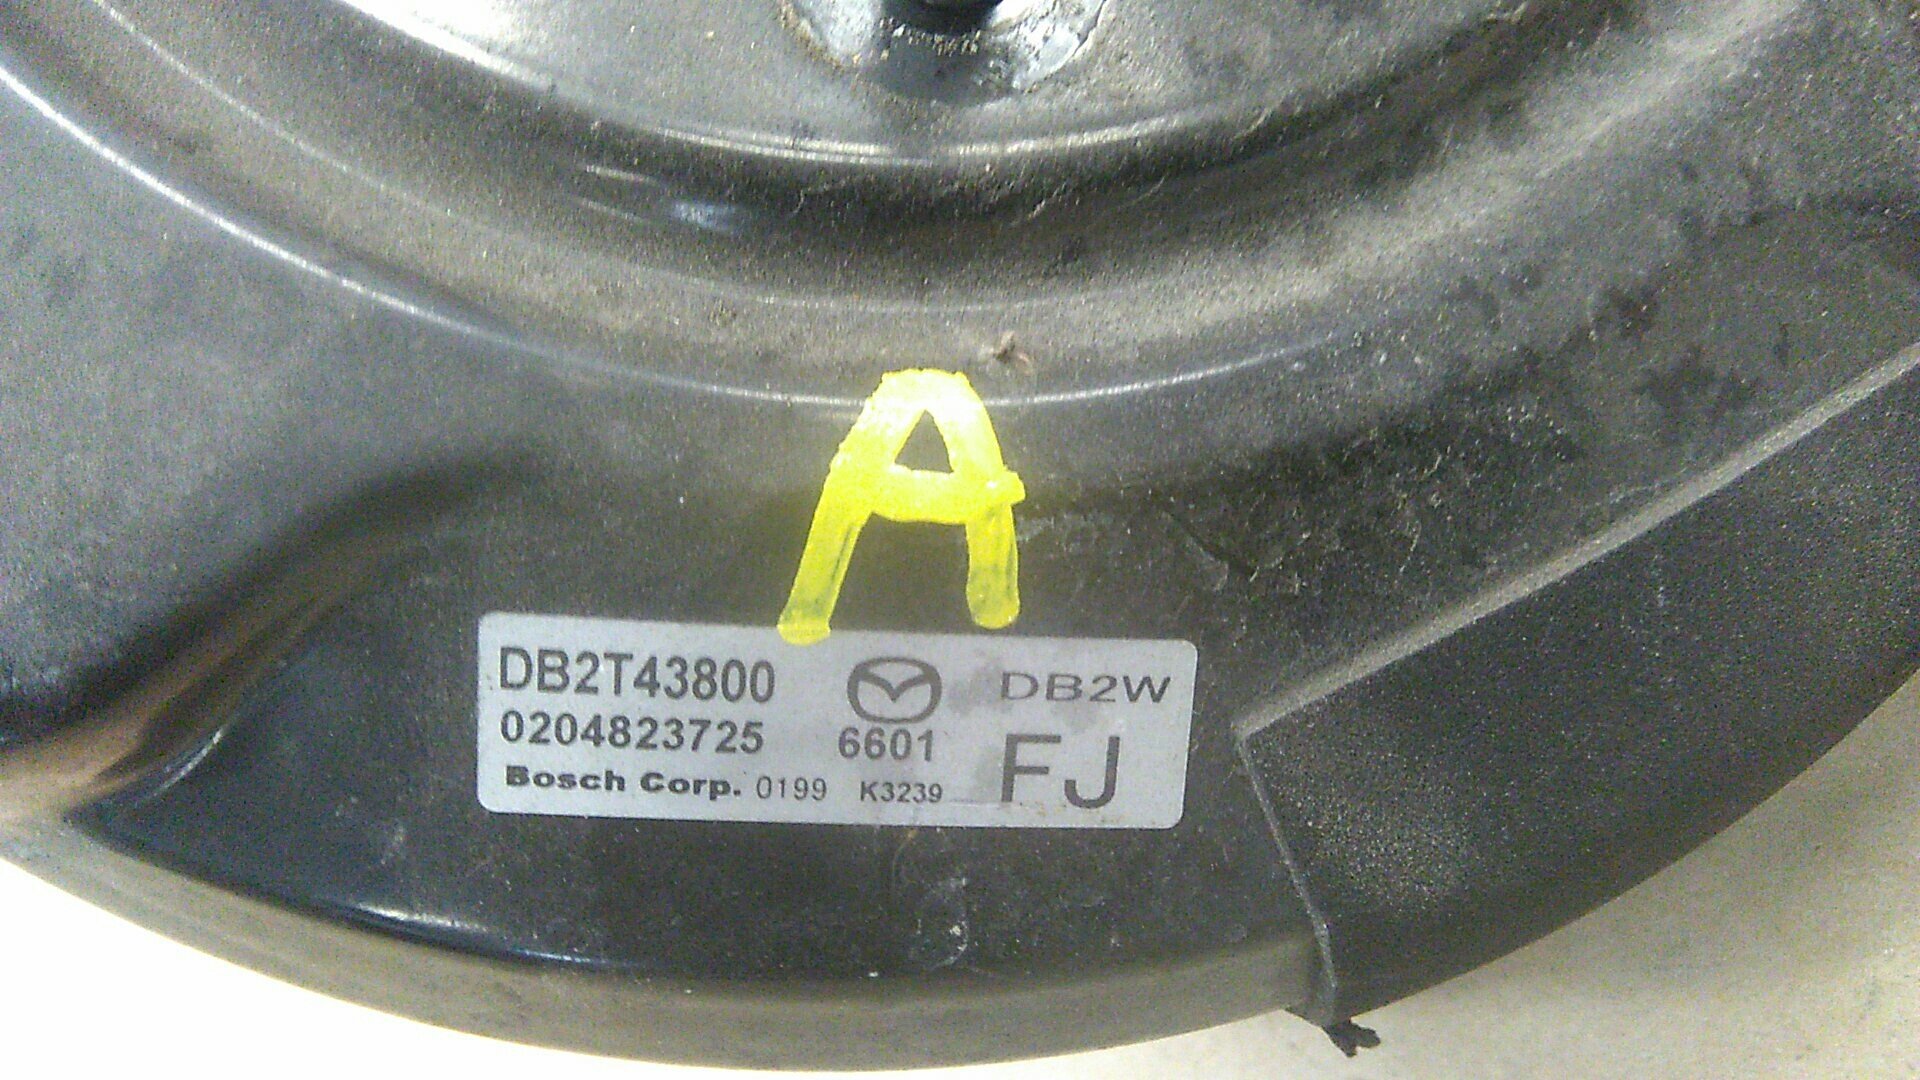 A
DB2T43800 DB2W
0204823725 6601 FJ
Bosch Corp. 0199 K3239